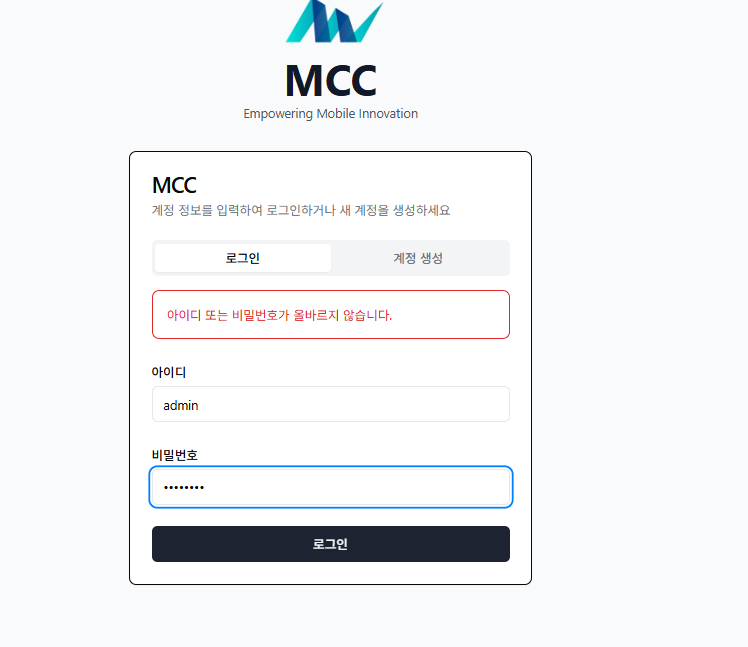 MCC
Empowering Mobile Innovation
MCC
계정 정보를 입력하여 로그인하거나 새 계정을 생성하세요
로그인
계정 생성
아이디 또는 비밀번호가 올바르지 않습니다.
아이디
admin
비밀번호
••••••••
로그인